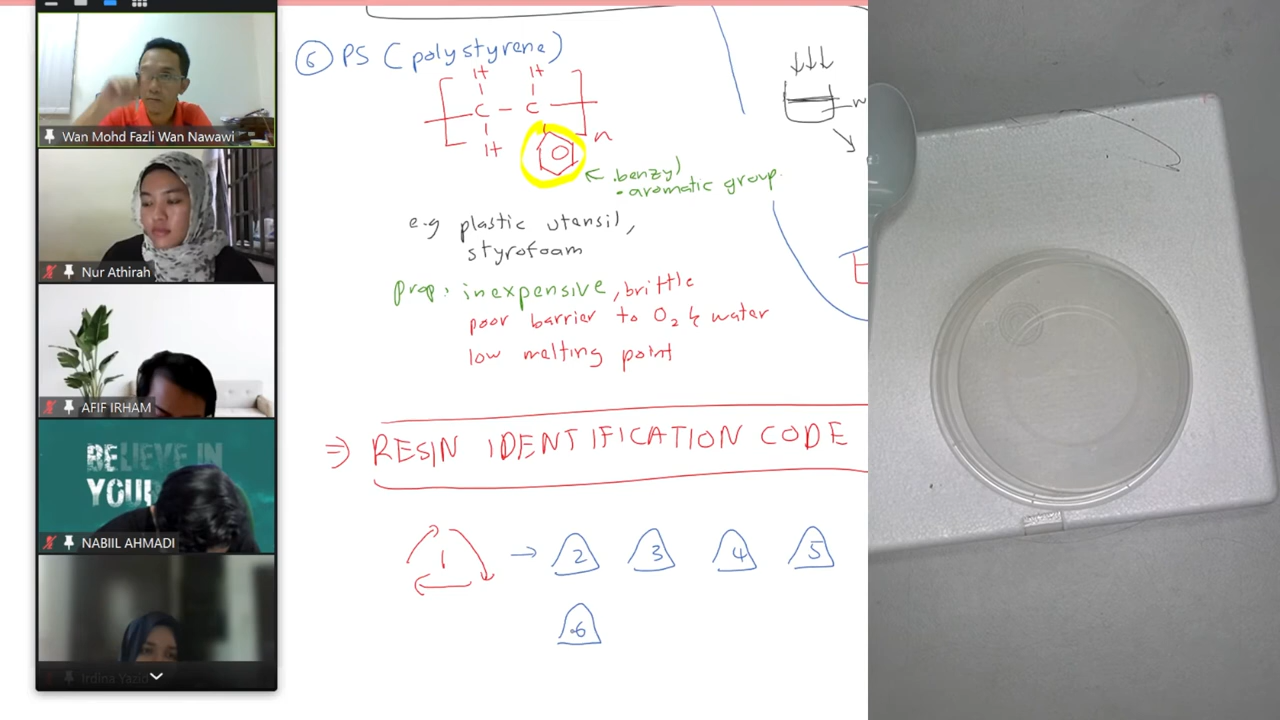 Wan Mohd Fazli Wan Nawawi
Nur Athirah
AFIF IRHAM
BELIEVE IN
YOUR
NABIIL AHMADI
Irdina Yazid
6 PS (polystyrene)
H H
C - C
H
n
O
← .benzyl
• aromatic group.
e.g plastic utensil,
styrofoam
prop: inexpensive, brittle
poor barrier to O₂ & water
low melting point
⇒ RESIN IDENTIFICATION CODE
1 → 2 3 4 5
6